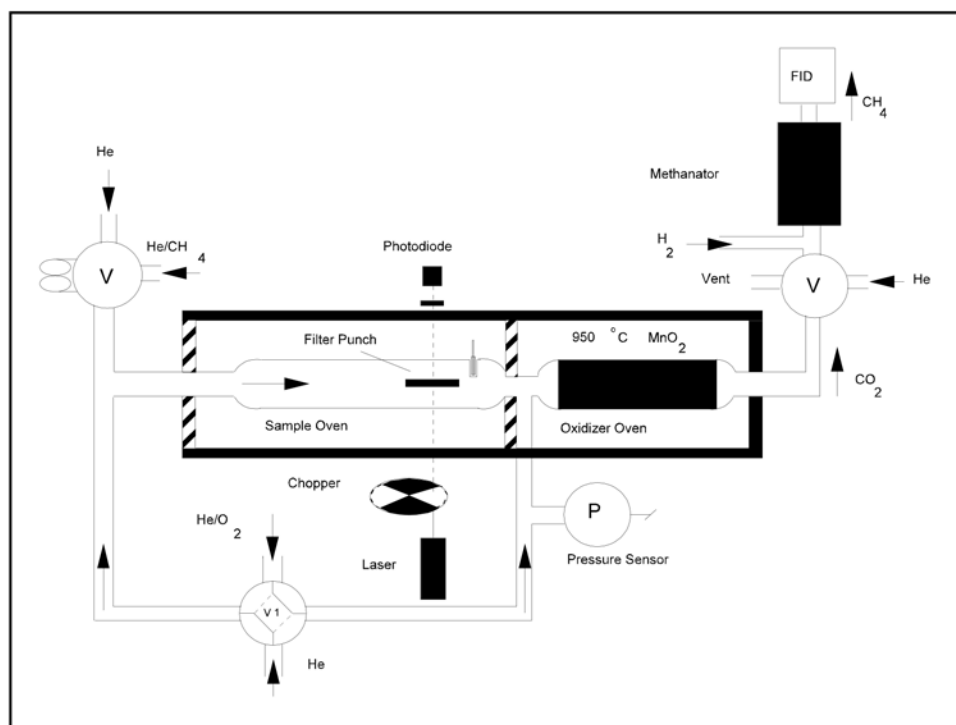 FID
CH4
Methanator
He
He/CH4
Photodiode
H2
V
Vent
V
He
Filter Punch
950 °C MnO2
CO2
Sample Oven
Oxidizer Oven
Chopper
He/O2
P
Laser
Pressure Sensor
V 1
He